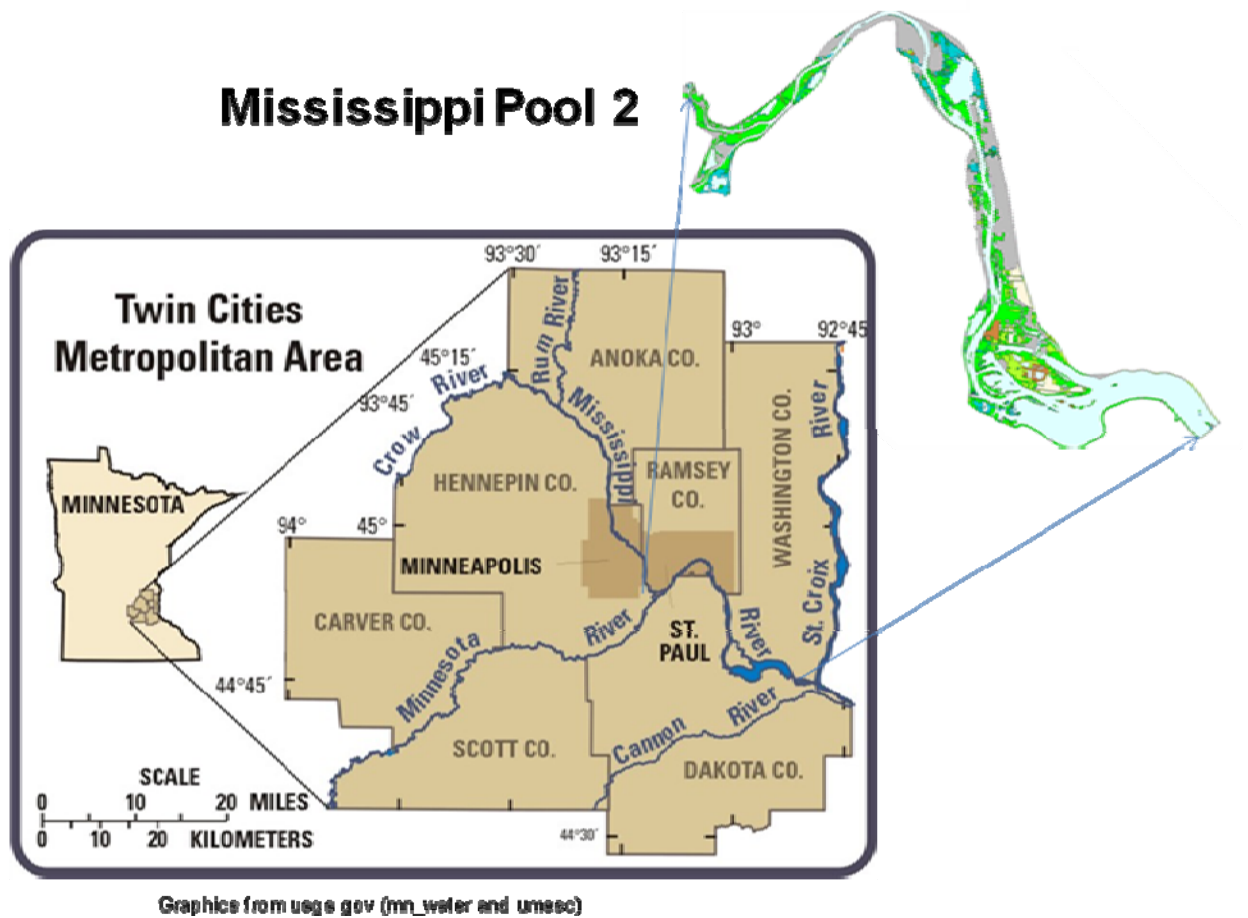 Mississippi Pool 2
Twin Cities
Metropolitan Area
93°30´
93°15´
93°
92°45
45°15´
93°45´
Rum River
ANOKA CO.
Crow River
Mississippi
WASHINGTON CO.
River
St. Croix
HENNEPIN CO.
RAMSEY
CO.
MINNESOTA
94°
45°
MINNEAPOLIS
CARVER CO.
River
ST.
PAUL
River
Minnesota
44°45´
Cannon River
SCOTT CO.
DAKOTA CO.
SCALE
0 10 20 MILES
0 10 20 KILOMETERS
44°30´
Graphics from usgs gov (mn_water and umesc)